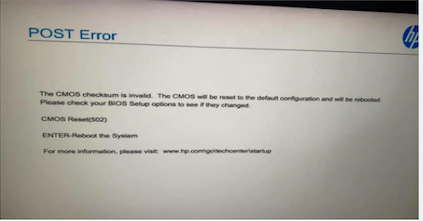 POST Error
hp
The CMOS checksum is invalid. The CMOS will be reset to the default configuration and will be rebooted.
Please check your BIOS Setup options to see if they changed.
CMOS Reset(502)
ENTER-Reboot the System
For more information, please visit: www.hp.com\go\techcenter\startup